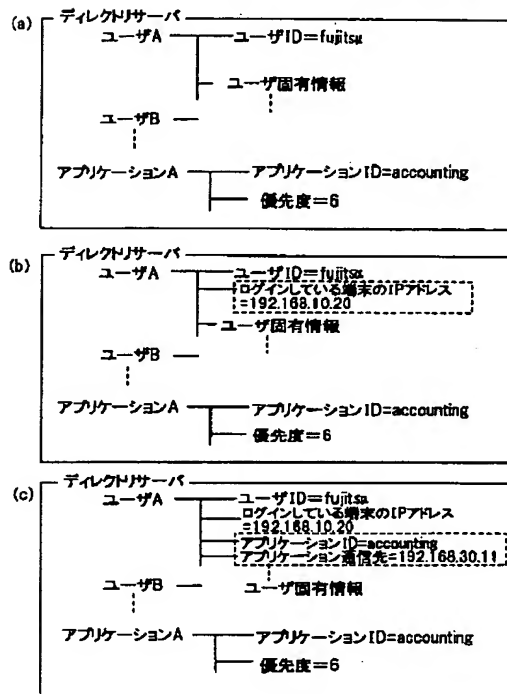 (a) ディレクトリサーバ
ユーザA ユーザID=fujitsu
ユーザ固有情報
ユーザB
アプリケーションA アプリケーションID=accounting
優先度=6
(b) ディレクトリサーバ
ユーザA ユーザID=fujitsu
ログインしている端末のIPアドレス
=192.168.10.20
ユーザ固有情報
ユーザB
アプリケーションA アプリケーションID=accounting
優先度=6
(c) ディレクトリサーバ
ユーザA ユーザID=fujitsu
ログインしている端末のIPアドレス
=192.168.10.20
アプリケーションID=accounting
アプリケーション通信先=192.168.30.11
ユーザB ユーザ固有情報
アプリケーションA アプリケーションID=accounting
優先度=6